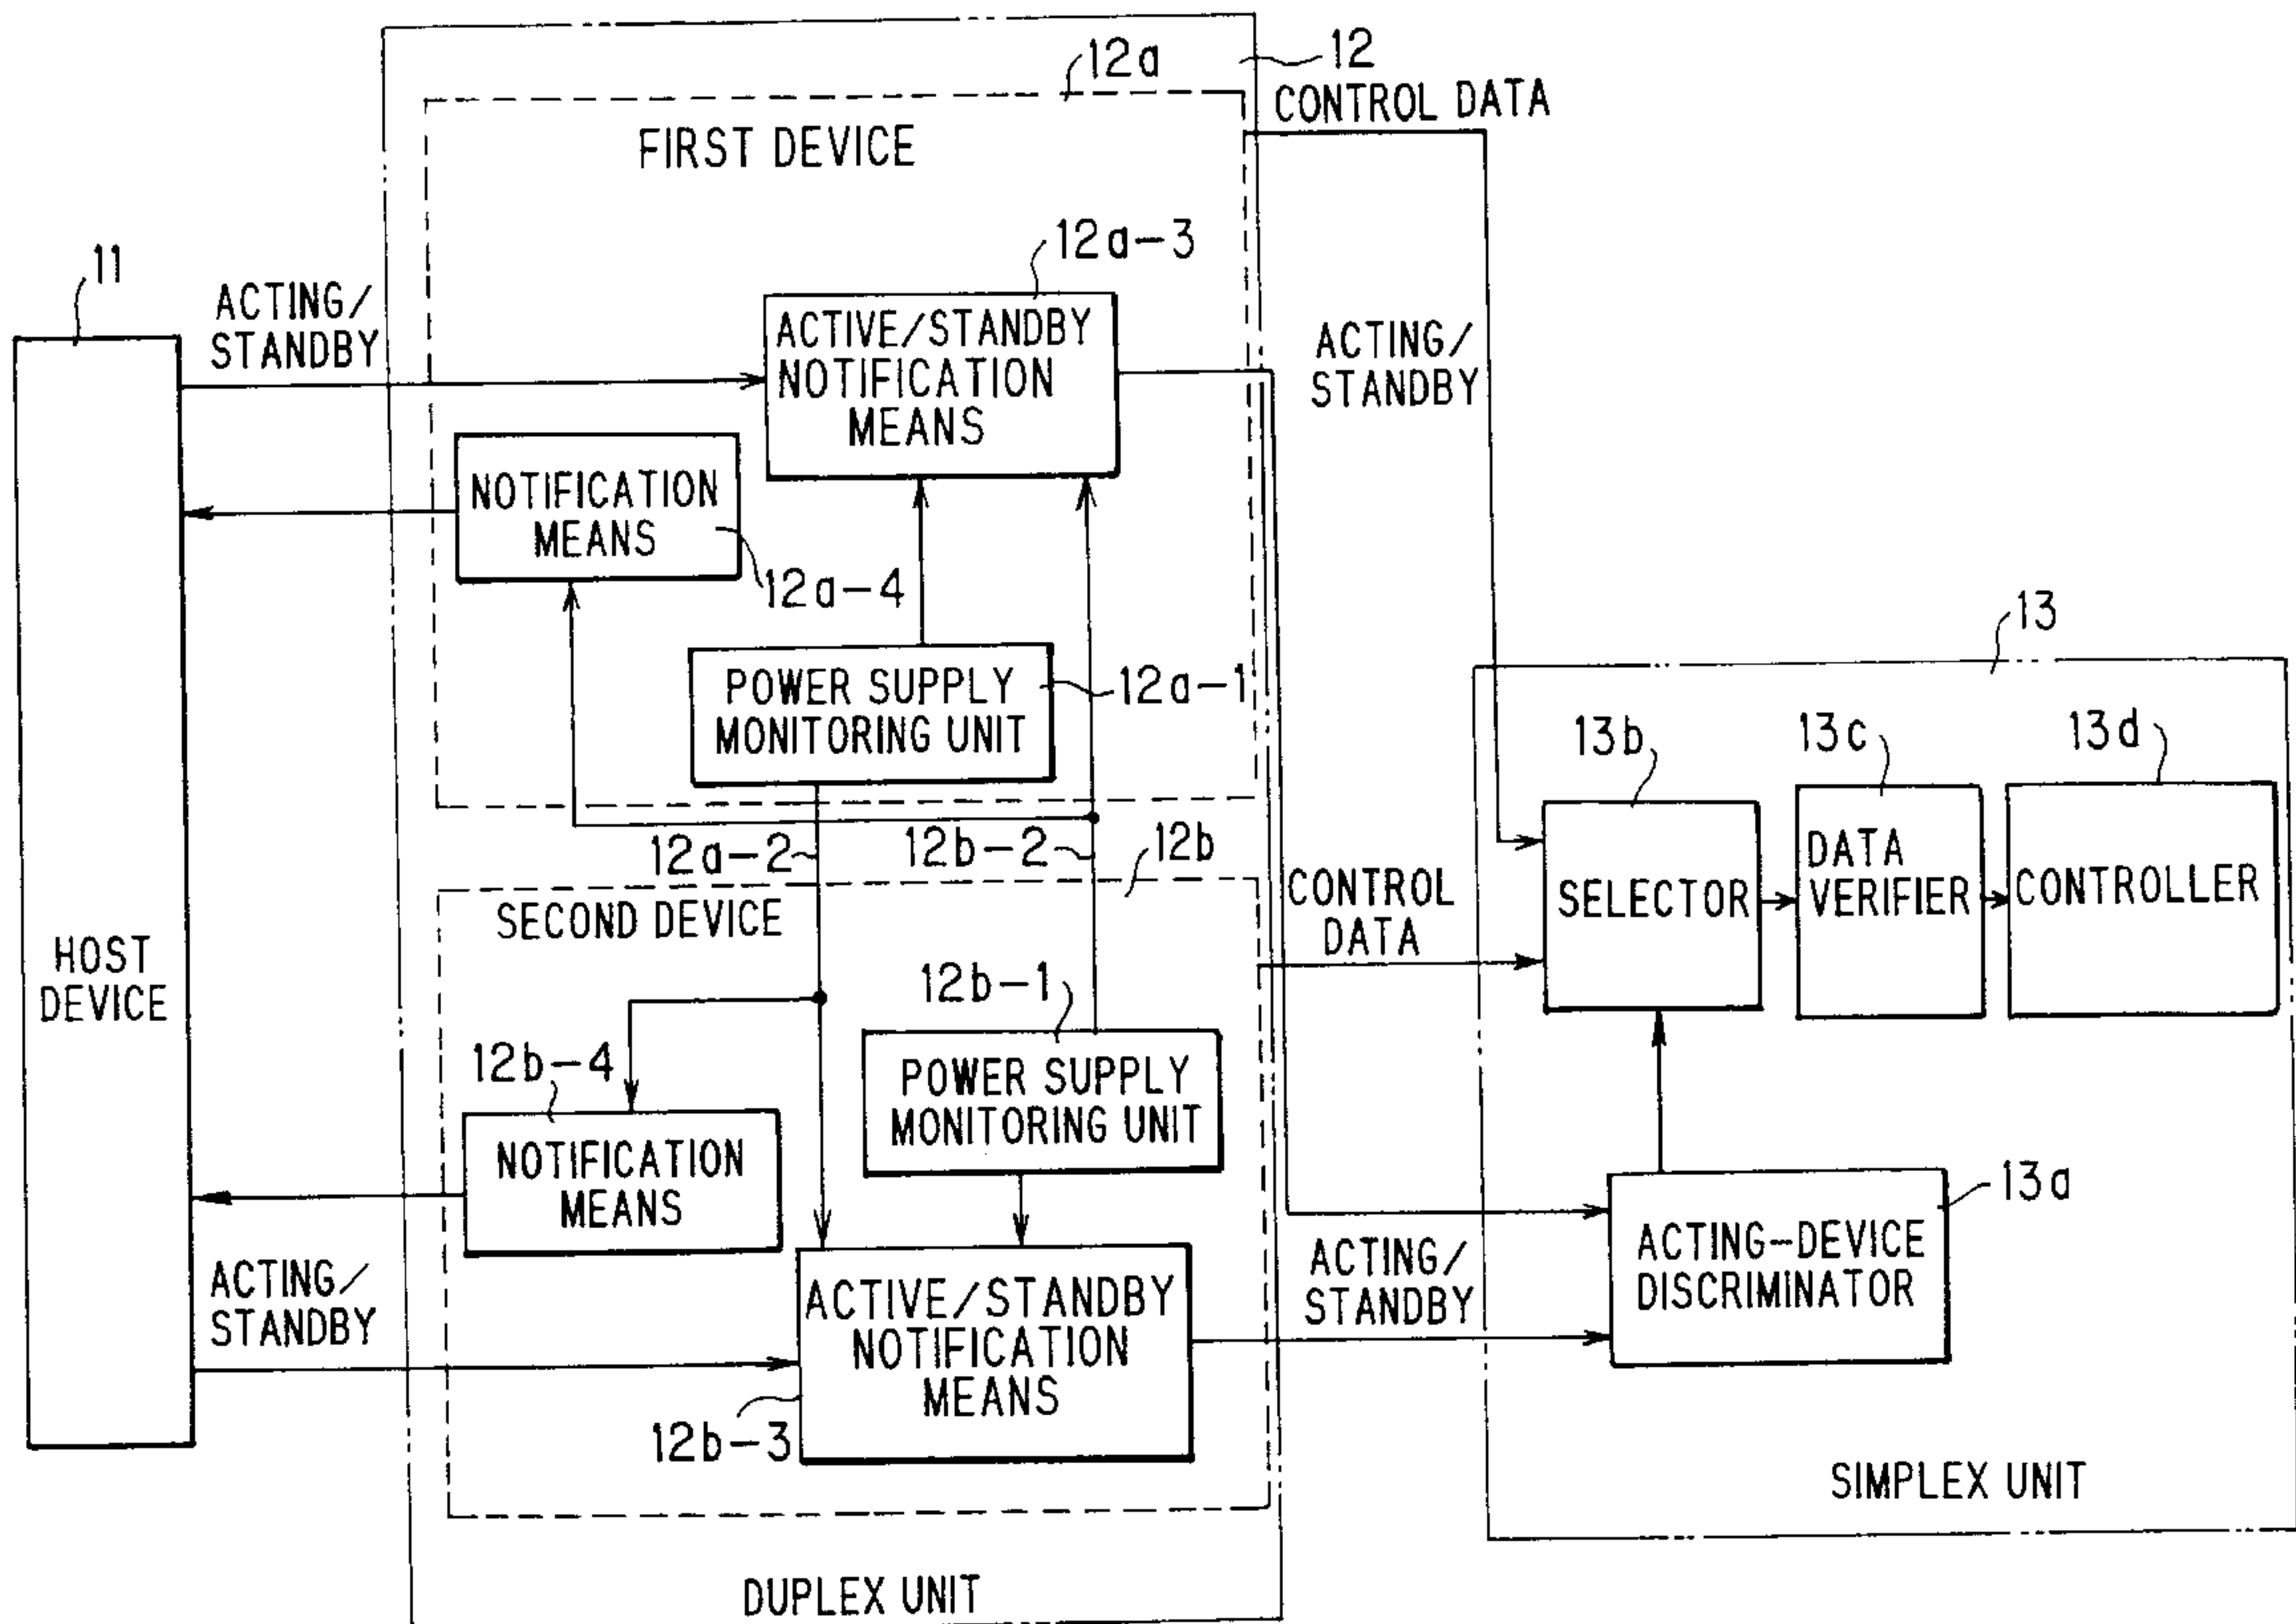 12
12a
CONTROL DATA
FIRST DEVICE
12a-3
11
ACTING/
STANDBY
ACTIVE/STANDBY
NOTIFICATION
MEANS
ACTING/
STANDBY
NOTIFICATION
MEANS
12a-4
13
POWER SUPPLY
MONITORING UNIT
12a-1
13b
13c
13d
12a-2
12b-2
12b
DATA
VERIFIER
SELECTOR
CONTROLLER
CONTROL
DATA
SECOND DEVICE
HOST
DEVICE
12b-1
12b-4
POWER SUPPLY
MONITORING UNIT
NOTIFICATION
MEANS
13a
ACTING-DEVICE
DISCRIMINATOR
ACTING/
STANDBY
ACTIVE/STANDBY
NOTIFICATION
MEANS
ACTING/
STANDBY
12b-3
SIMPLEX UNIT
DUPLEX UNIT